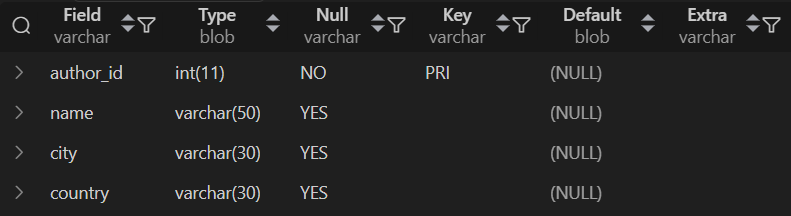 Field Type Null Key Default Extra
varchar blob varchar varchar blob varchar
author_id int(11) NO PRI (NULL)
name varchar(50) YES (NULL)
city varchar(30) YES (NULL)
country varchar(30) YES (NULL)